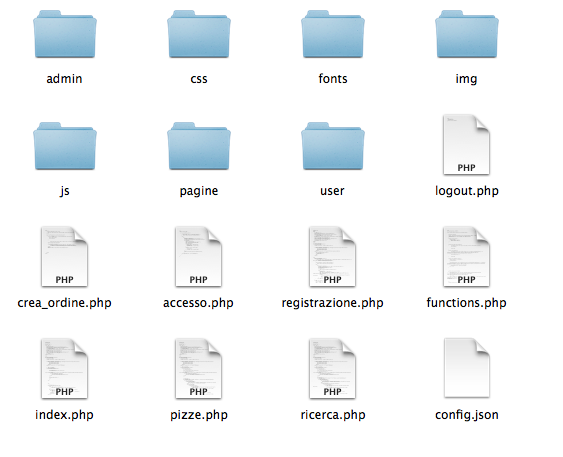 admin css fonts img
PHP
js pagine user logout.php
PHP PHP PHP PHP
crea_ordine.php accesso.php registrazione.php functions.php
PHP PHP PHP
index.php pizze.php ricerca.php config.json